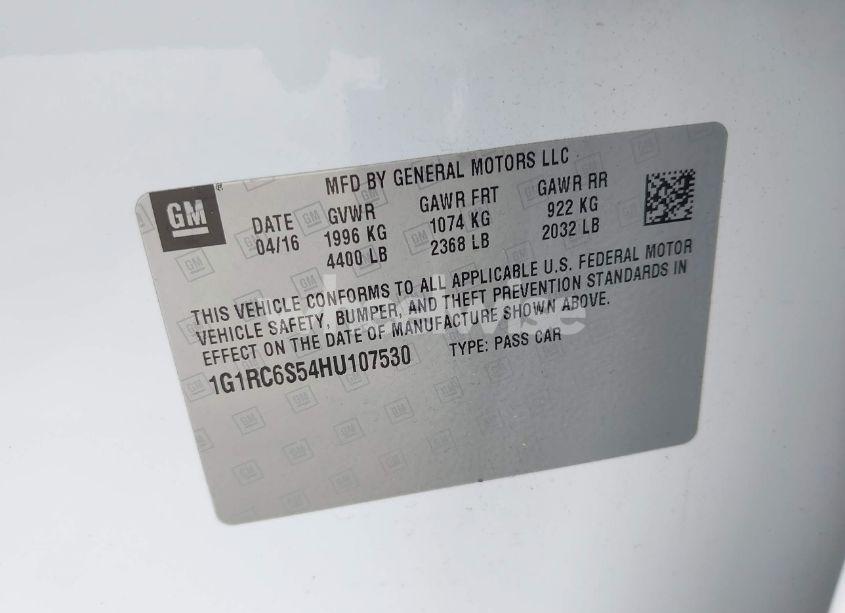 GM
MFD BY GENERAL MOTORS LLC
DATE GVWR GAWR FRT GAWR RR
04/16 1996 KG 1074 KG 922 KG
4400 LB 2368 LB 2032 LB
THIS VEHICLE CONFORMS TO ALL APPLICABLE U.S. FEDERAL MOTOR
VEHICLE SAFETY, BUMPER, AND THEFT PREVENTION STANDARDS IN
EFFECT ON THE DATE OF MANUFACTURE SHOWN ABOVE.
1G1RC6S54HU107530 TYPE: PASS CAR